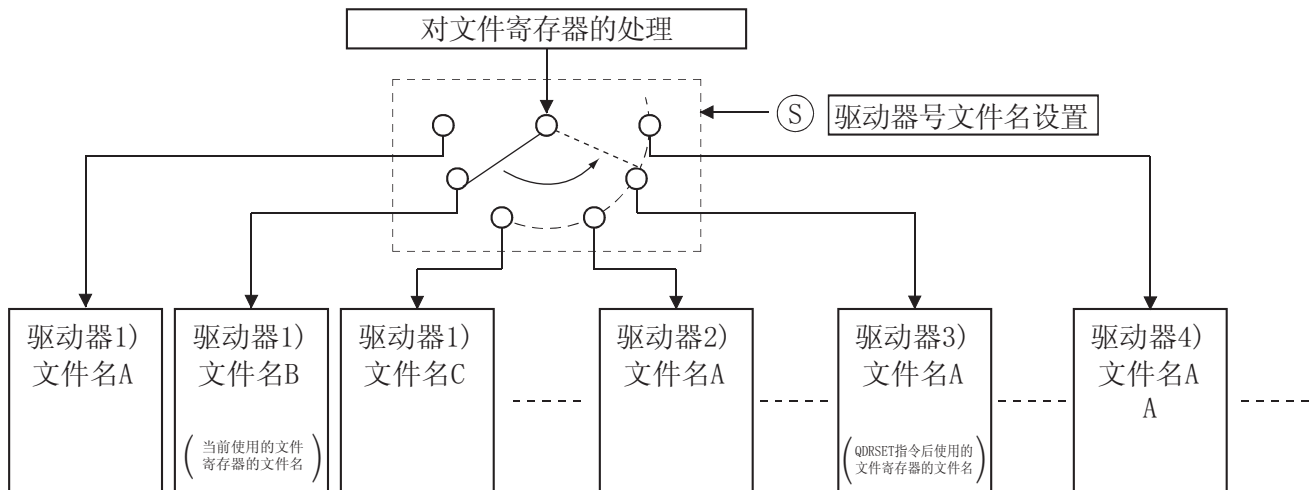 对文件寄存器的处理
S 驱动器号文件名设置
驱动器1)
文件名A
驱动器1)
文件名B
(当前使用的文件
寄存器的文件名)
驱动器1)
文件名C
驱动器2)
文件名A
驱动器3)
文件名A
(QDRSET指令后使用的
文件寄存器的文件名)
驱动器4)
文件名A
A